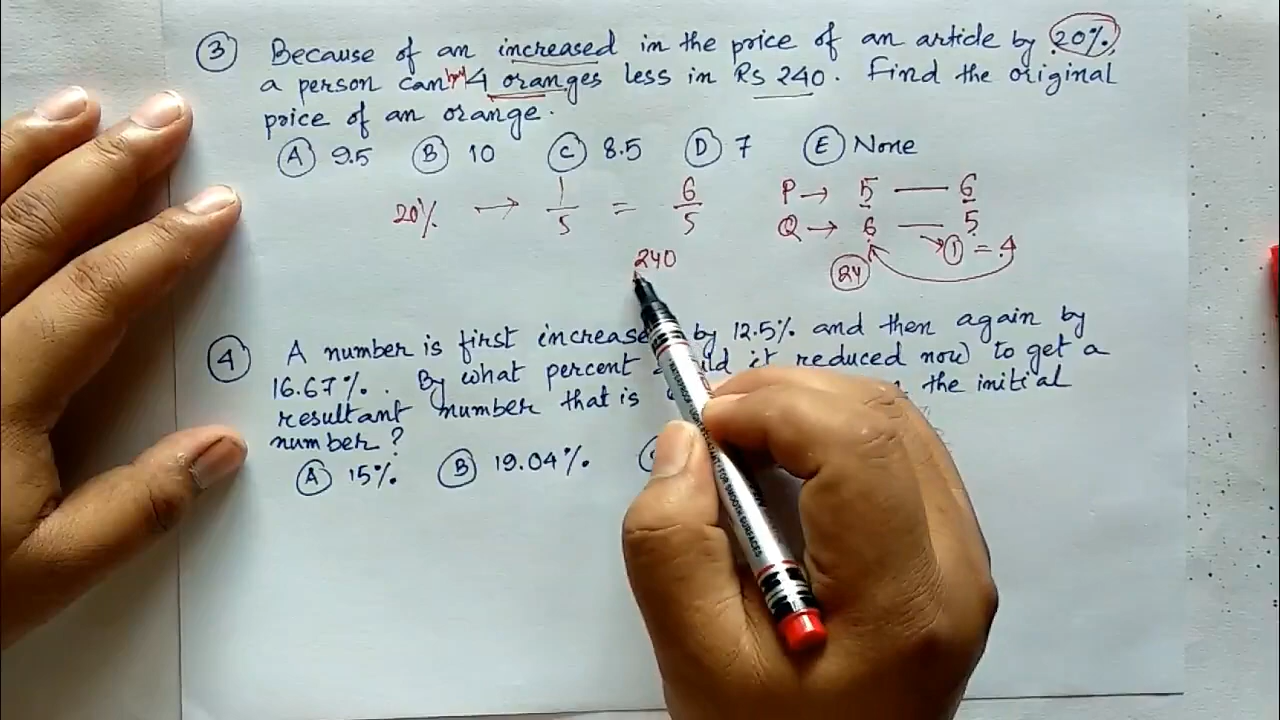 ③ Because of an increased in the price of an article by 20%,
a person can buy 4 oranges less in Rs 240. Find the original
price of an orange.
Ⓐ 9.5 Ⓑ 10 Ⓒ 8.5 Ⓓ 7 Ⓔ None
20% → 1/5 = 6/5
P → 5 — 6
Q → 6 — 5
→ ① = 4
㉔
240
④ A number is first increase by 12.5% and then again by
16.67%. By what percent it reduced now to get a
resultant number that is the initial
number?
Ⓐ 15% Ⓑ 19.04%